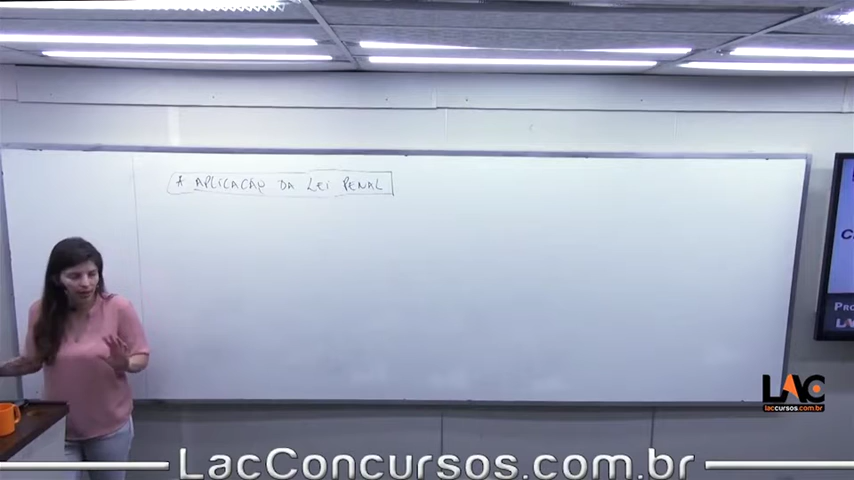 A APLICAÇÃO DA LEI PENAL
LAC
laccursos.com.br
LacConcursos.com.br